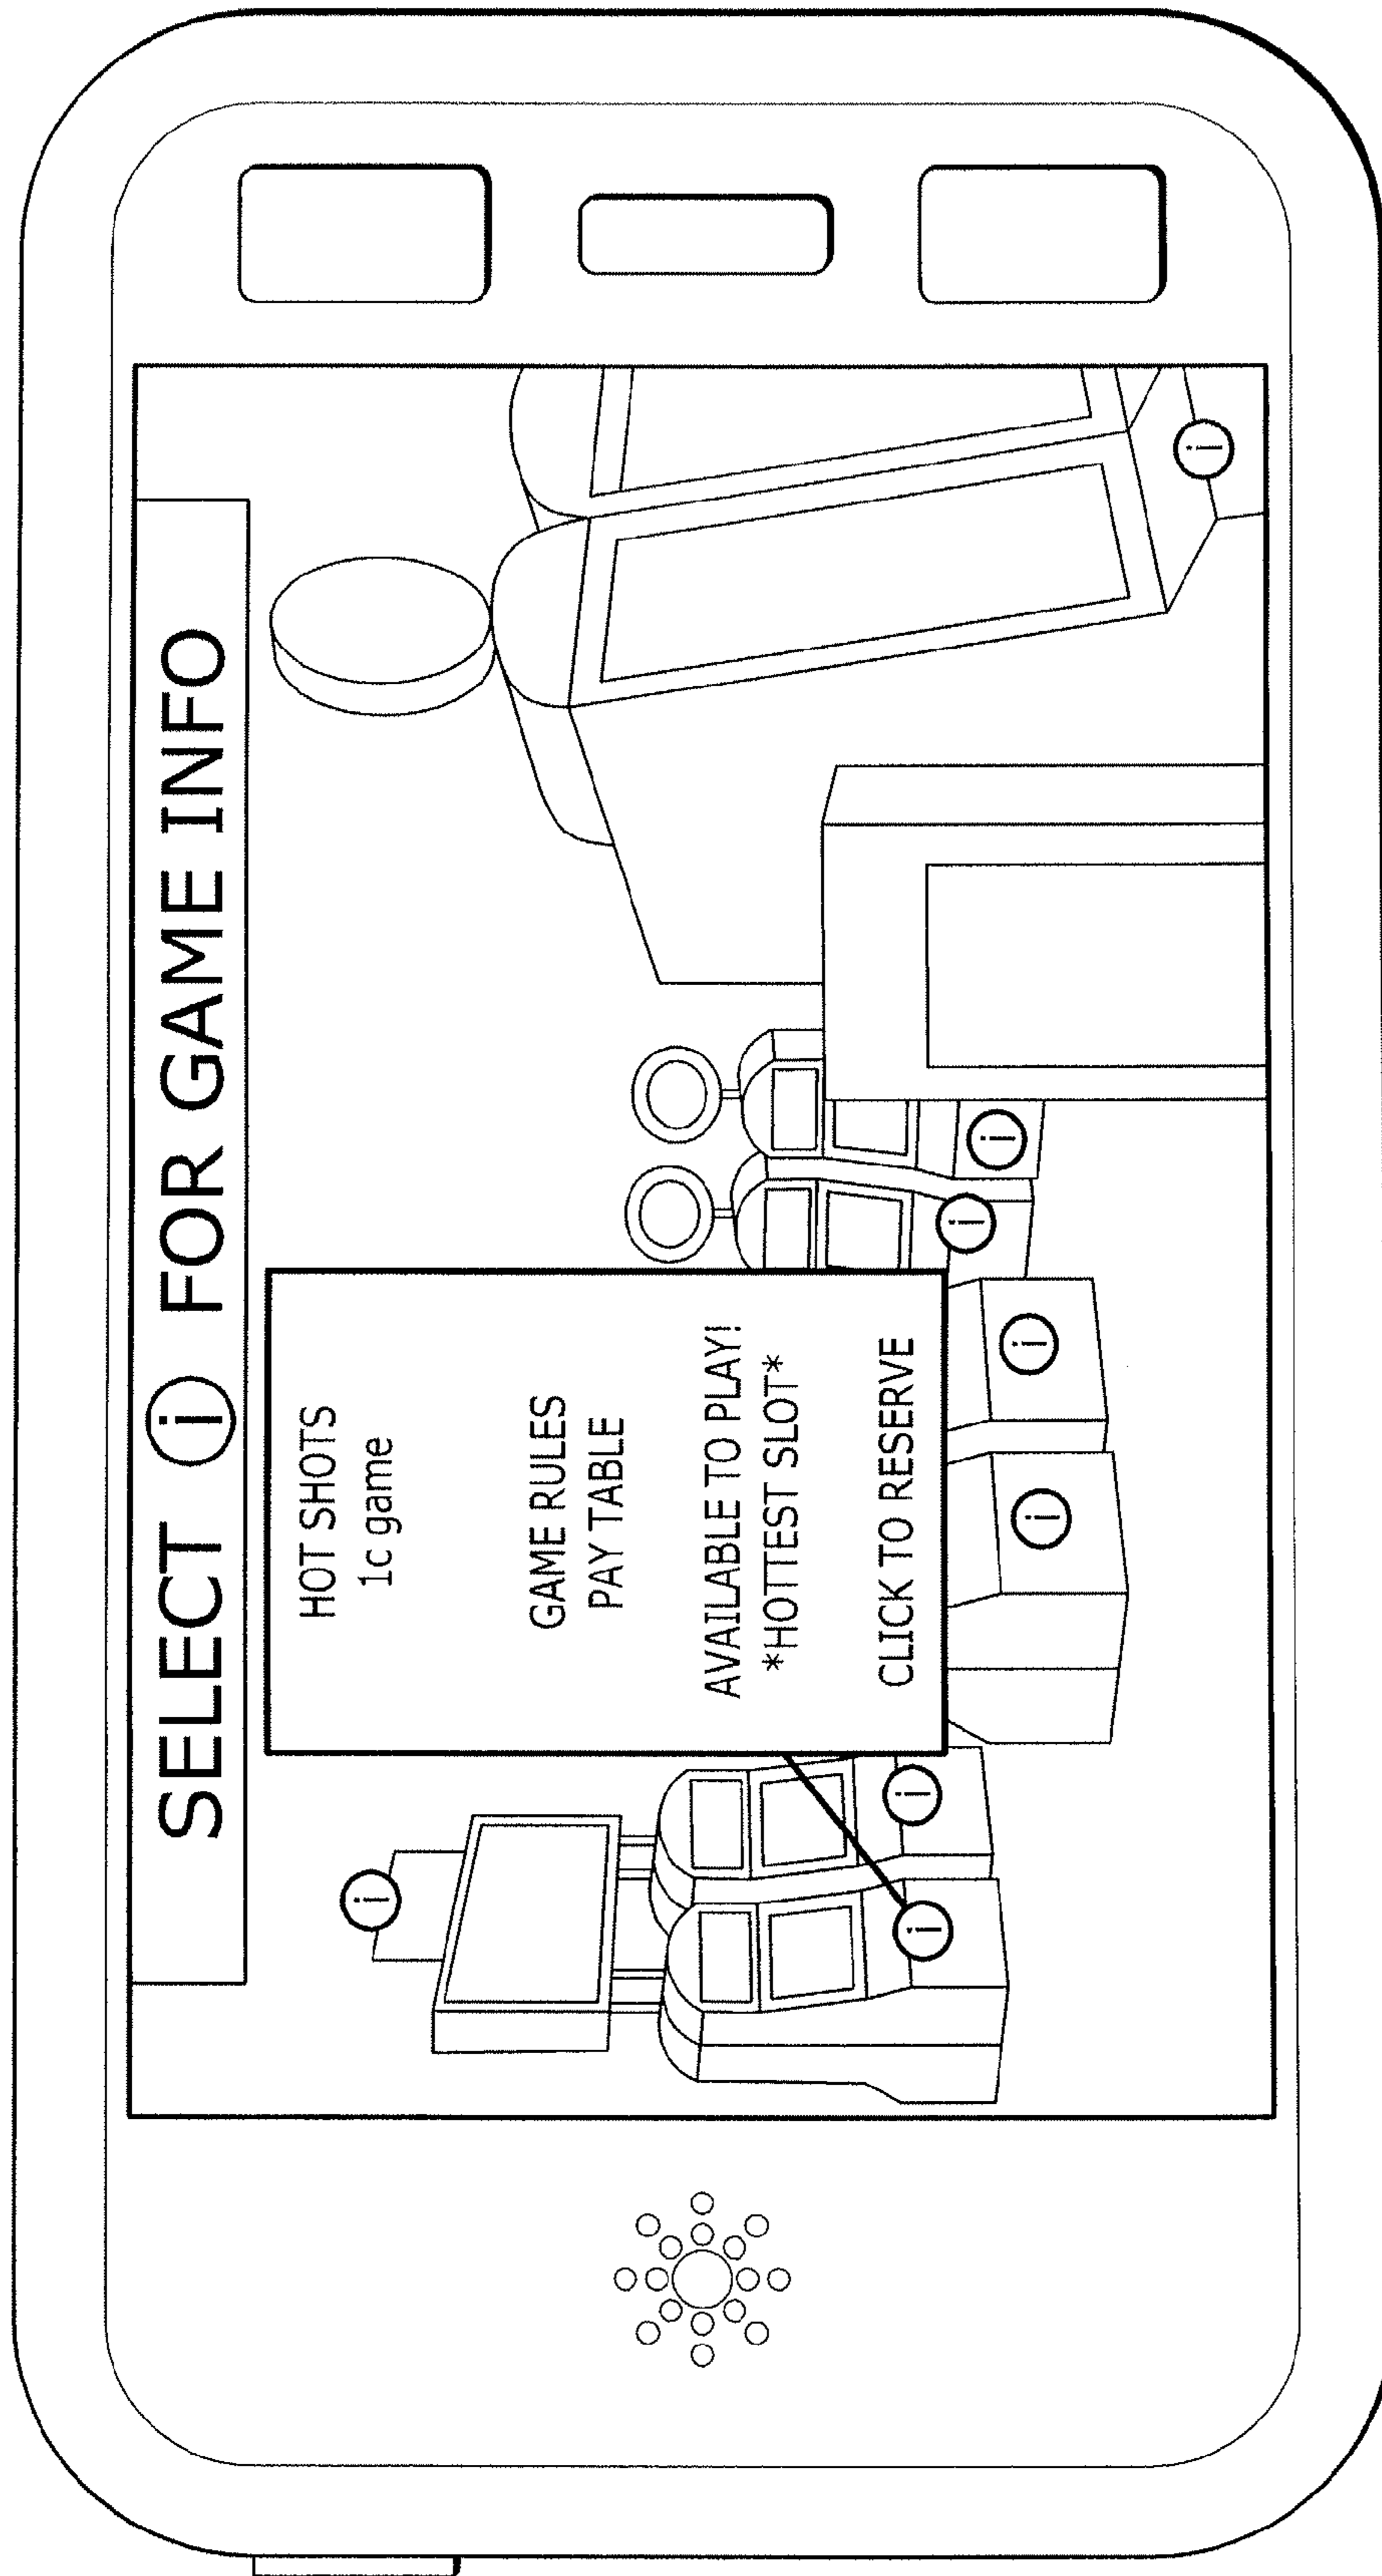 SELECT i FOR GAME INFO
HOT SHOTS
1c game
GAME RULES
PAY TABLE
AVAILABLE TO PLAY!
*HOTTEST SLOT*
CLICK TO RESERVE
i
i
i
i
i
i
i
i